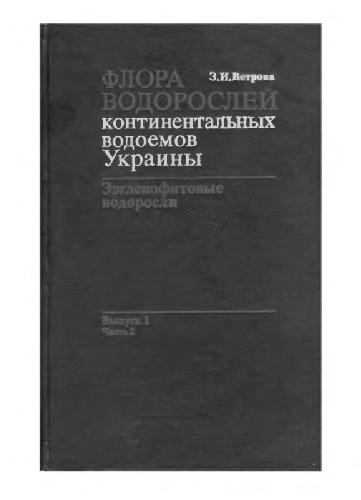 З.И.Ветрова
ФЛОРА
ВОДОРОСЛЕЙ
континентальных
водоемов
Украины
Эвгленофитовые
водоросли
Выпуск 1
Часть 2